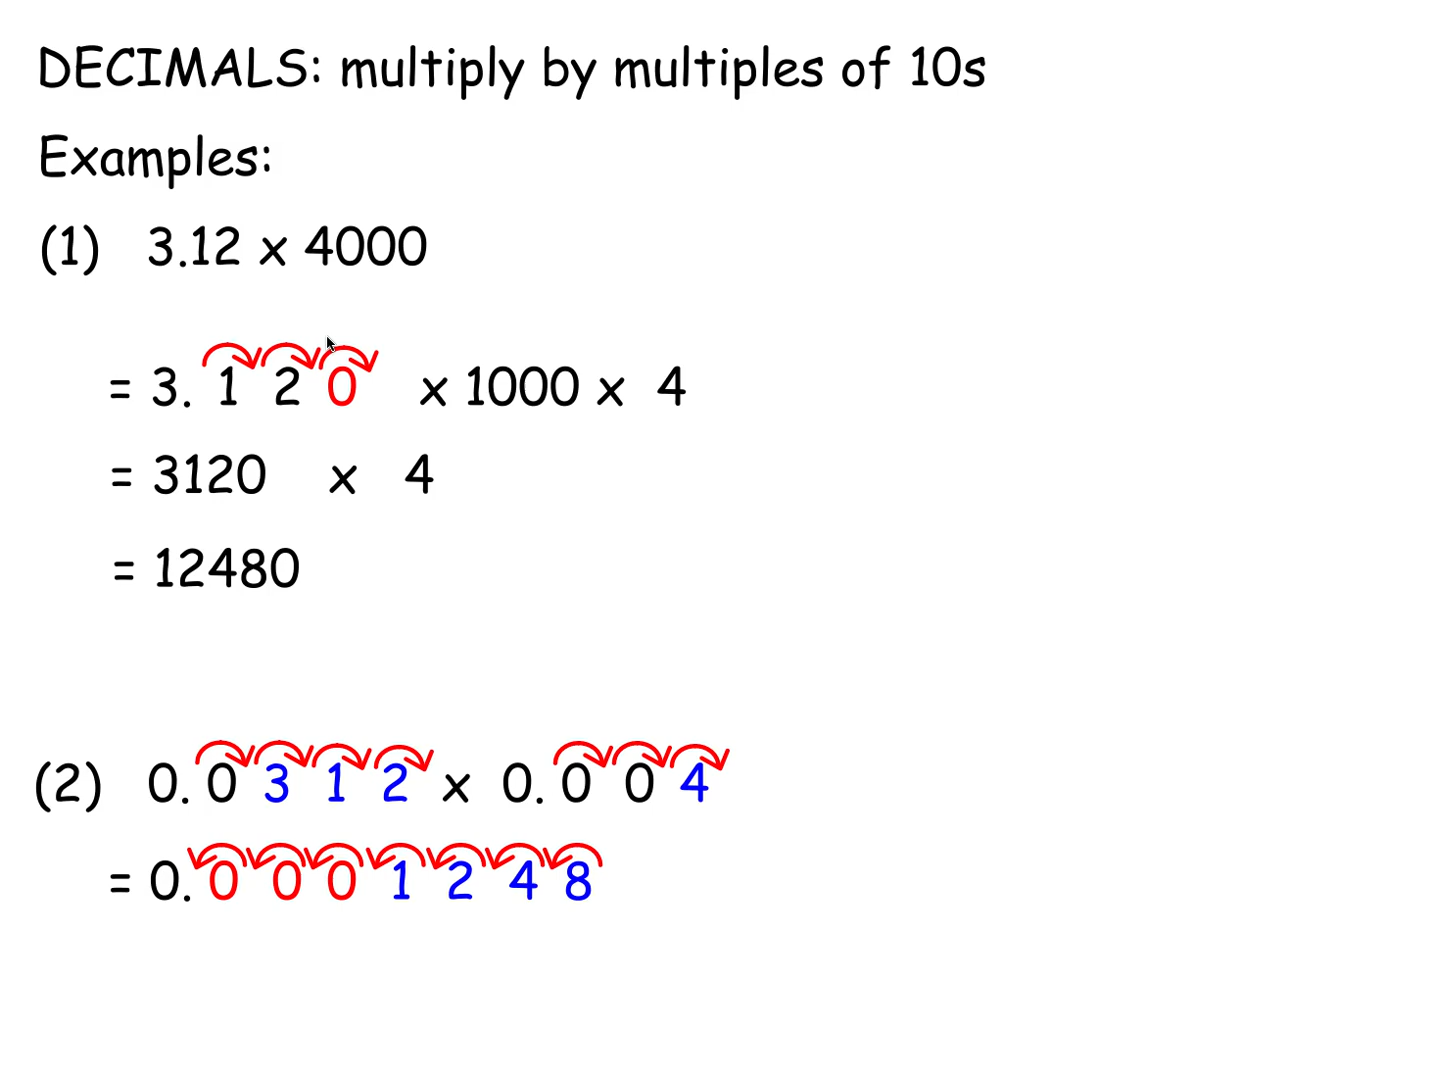 DECIMALS: multiply by multiples of 10s
Examples:
(1) 3.12 x 4000
= 3. 1 2 0 x 1000 x 4
= 3120 x 4
= 12480
(2) 0. 0 3 1 2 x 0. 0 0 4
= 0. 0 0 0 1 2 4 8